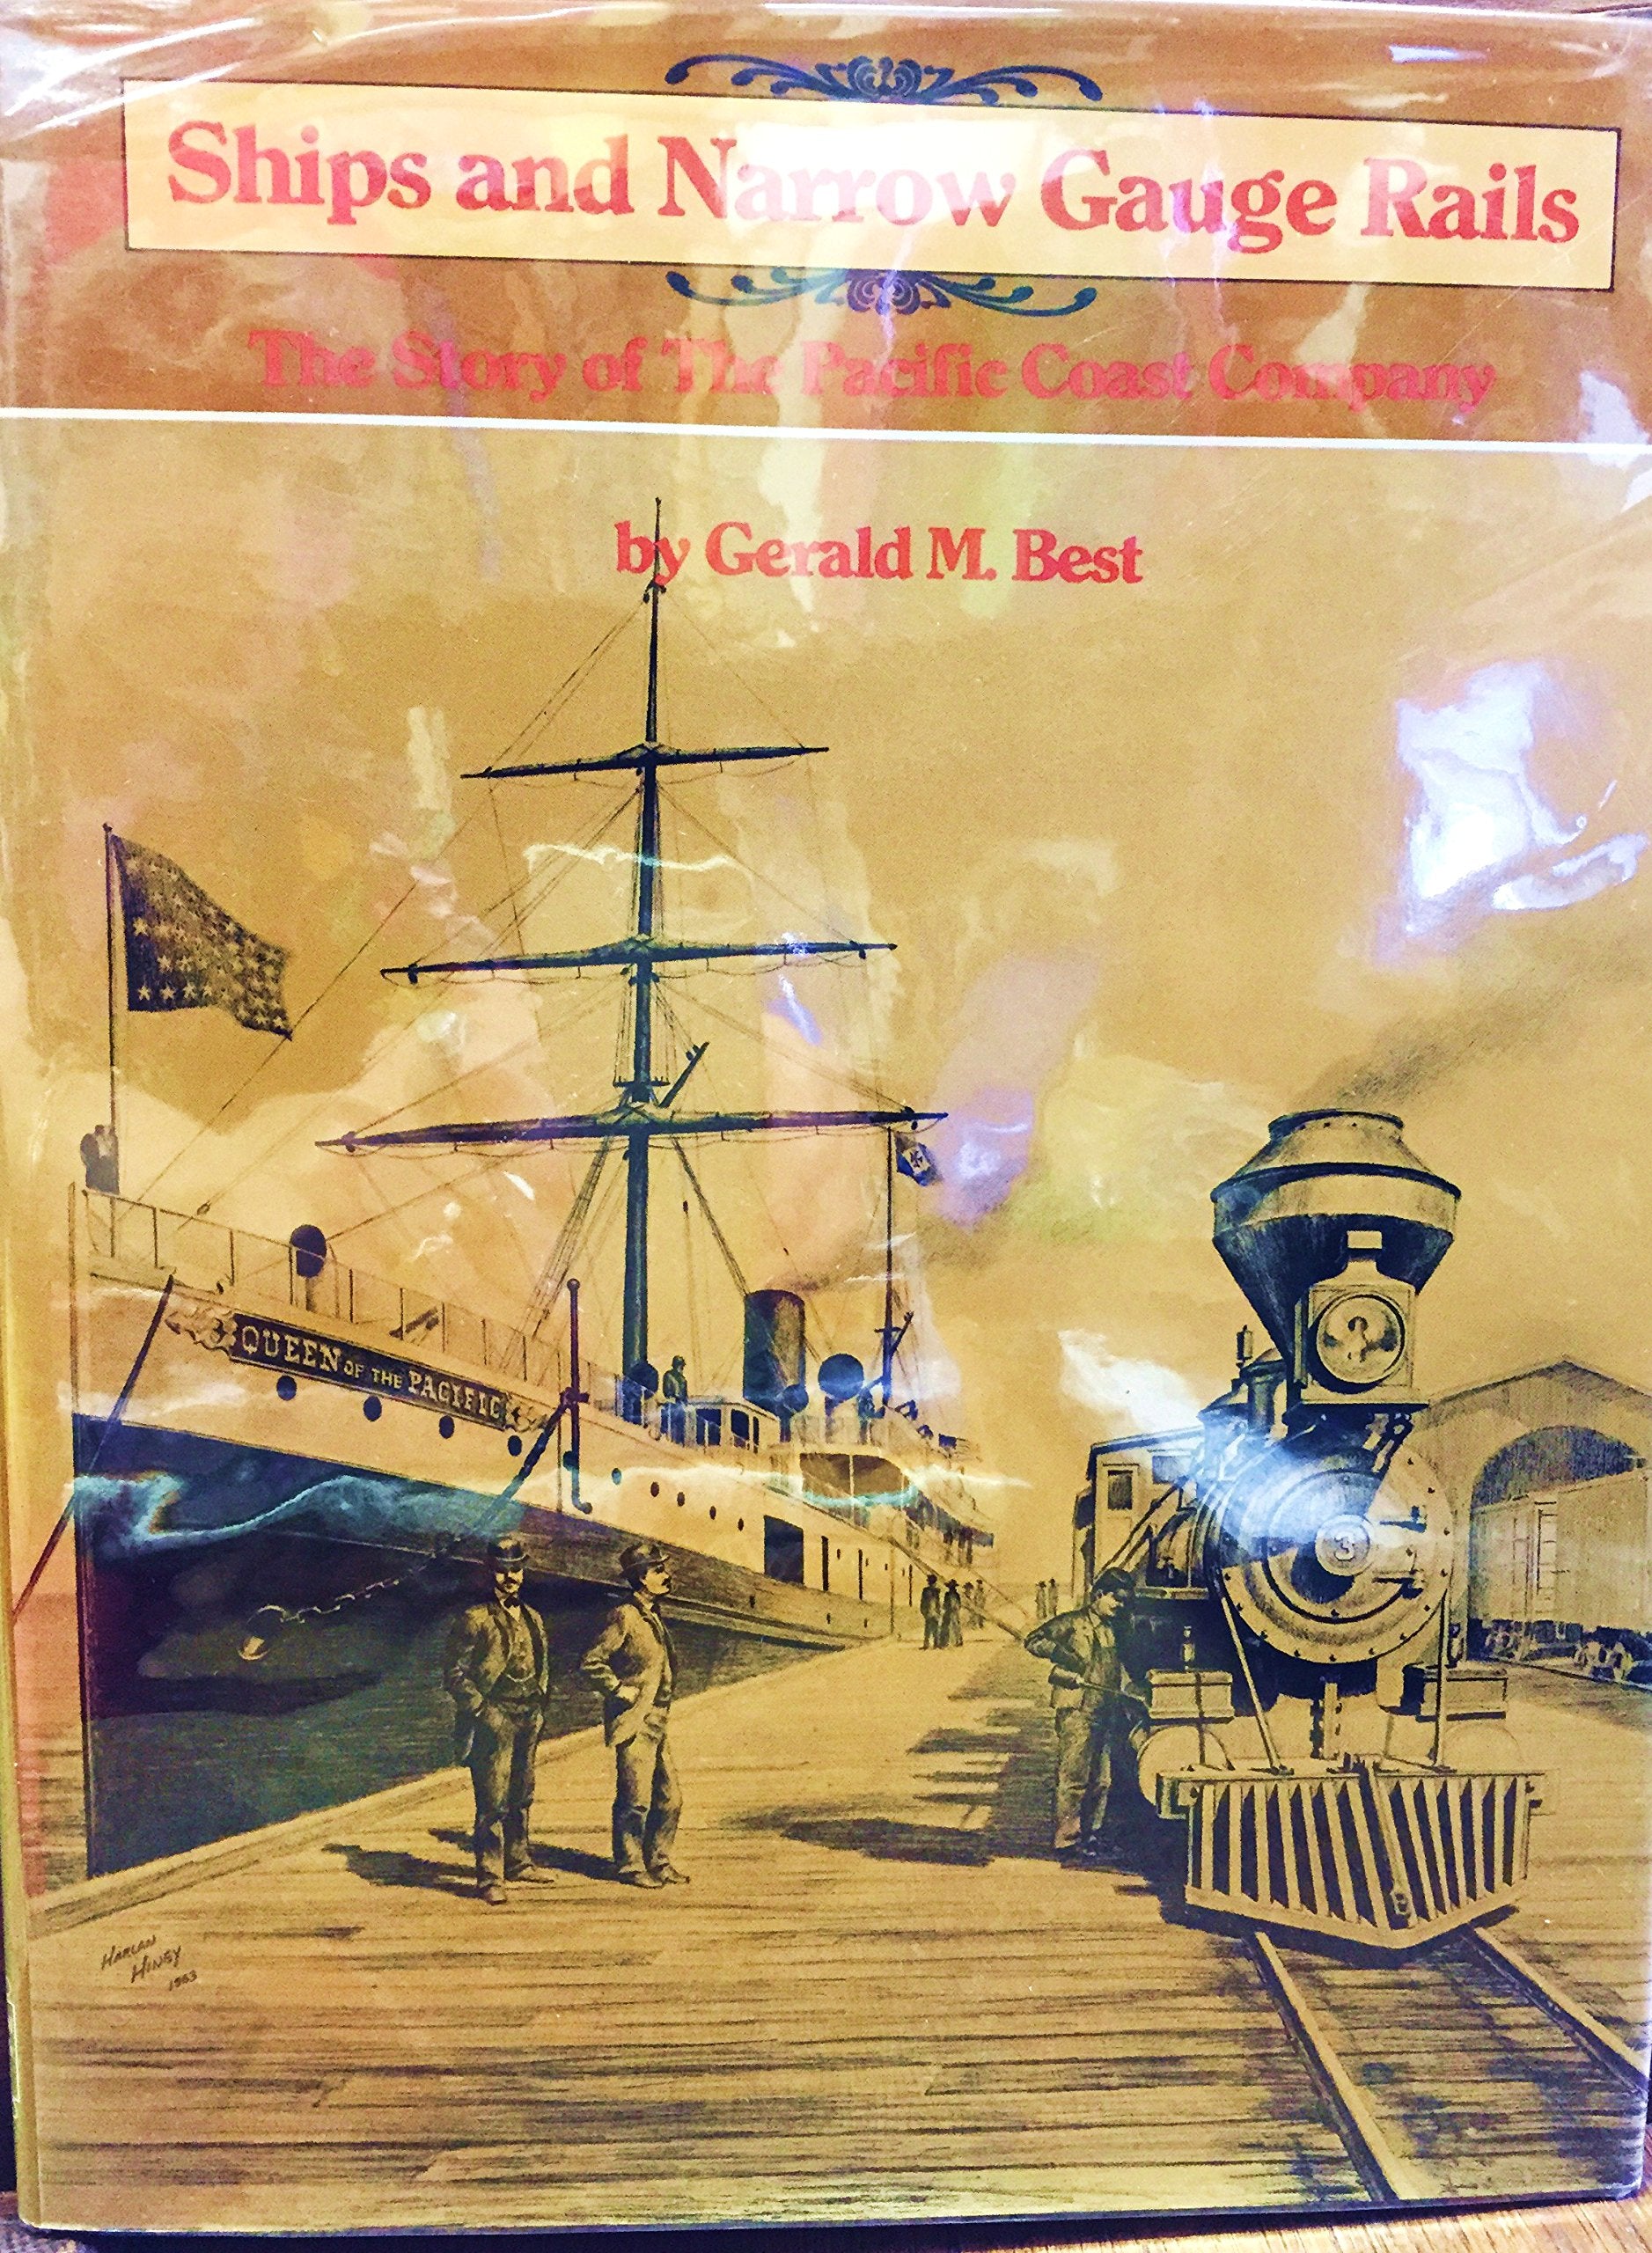 Ships and Narrow Gauge Rails
The Story of The Pacific Coast Company
by Gerald M. Best
QUEEN OF THE PACIFIC
3
HARLAN
HINEY
1963